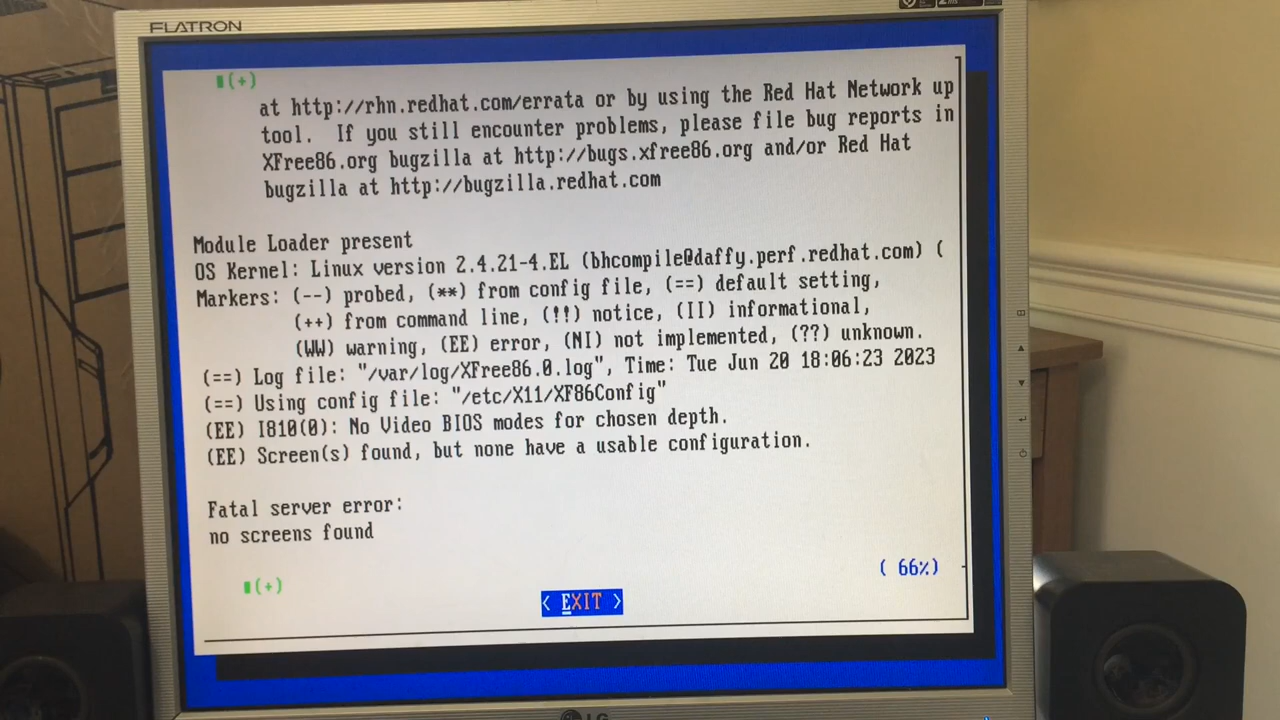 FLATRON
(+)
at http://rhn.redhat.com/errata or by using the Red Hat Network up
tool.  If you still encounter problems, please file bug reports in
XFree86.org bugzilla at http://bugs.xfree86.org and/or Red Hat
bugzilla at http://bugzilla.redhat.com
Module Loader present
OS Kernel: Linux version 2.4.21-4.EL (bhcompile@daffy.perf.redhat.com) (
Markers: (--) probed, (**) from config file, (==) default setting,
(++) from command line, (!!) notice, (II) informational,
(WW) warning, (EE) error, (NI) not implemented, (??) unknown.
(==) Log file: "/var/log/XFree86.0.log", Time: Tue Jun 20 18:06:23 2023
(==) Using config file: "/etc/X11/XF86Config"
(EE) I810(0): No Video BIOS modes for chosen depth.
(EE) Screen(s) found, but none have a usable configuration.
Fatal server error:
no screens found
(+)
( 66%)
< EXIT >
LG